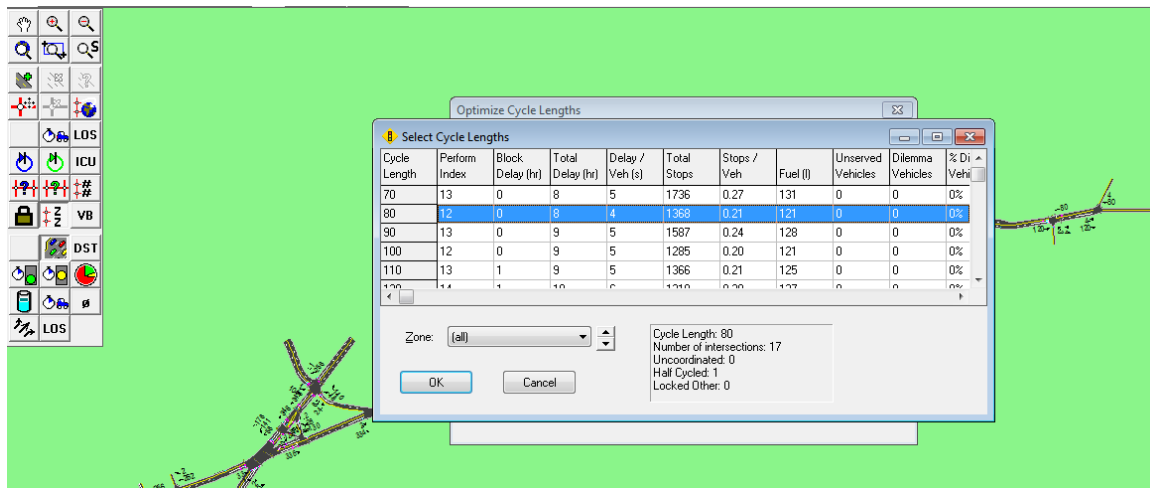 Optimize Cycle Lengths
Select Cycle Lengths
Cycle Length Perform Index Block Delay (hr) Total Delay (hr) Delay / Veh (s) Total Stops Stops / Veh Fuel (l) Unserved Vehicles Dilemma Vehicles % Di Vehi
70 13 0 8 5 1736 0.27 131 0 0 0%
80 12 0 8 4 1368 0.21 121 0 0 0%
90 13 0 9 5 1587 0.24 128 0 0 0%
100 12 0 9 5 1285 0.20 121 0 0 0%
110 13 1 9 5 1366 0.21 125 0 0 0%
Zone: (all)
OK Cancel
Cycle Length: 80
Number of intersections: 17
Uncoordinated: 0
Half Cycled: 1
Locked Other: 0
S
LOS
ICU
VB
DST
ø
LOS